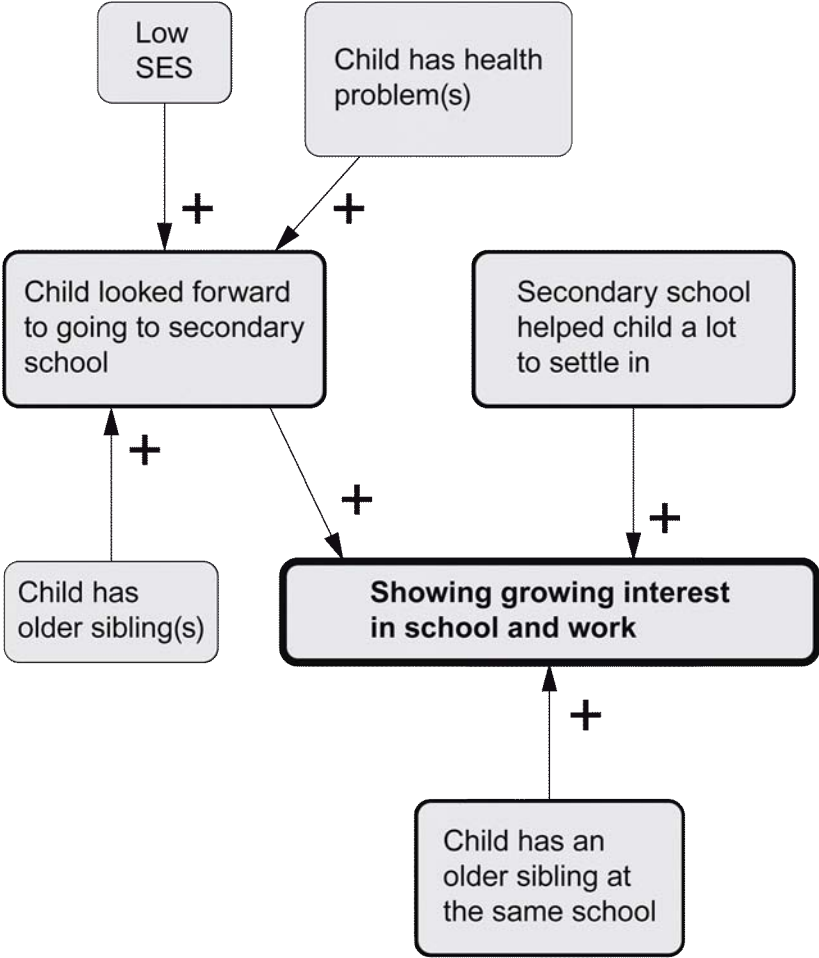 Low
SES
Child has health
problem(s)
+
+
Child looked forward
to going to secondary
school
Secondary school
helped child a lot
to settle in
+
+
+
Child has
older sibling(s)
Showing growing interest
in school and work
+
Child has an
older sibling at
the same school